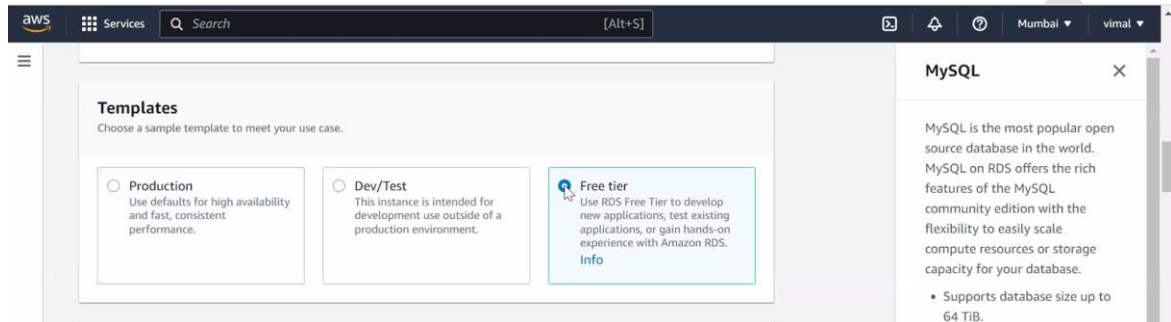 aws Services Search [Alt+S] Mumbai ▼ vimal ▼
Templates
Choose a sample template to meet your use case.
Production
Use defaults for high availability
and fast, consistent
performance.
Dev/Test
This instance is intended for
development use outside of a
production environment.
Free tier
Use RDS Free Tier to develop
new applications, test existing
applications, or gain hands-on
experience with Amazon RDS.
Info
MySQL
MySQL is the most popular open
source database in the world.
MySQL on RDS offers the rich
features of the MySQL
community edition with the
flexibility to easily scale
compute resources or storage
capacity for your database.
• Supports database size up to
64 TiB.